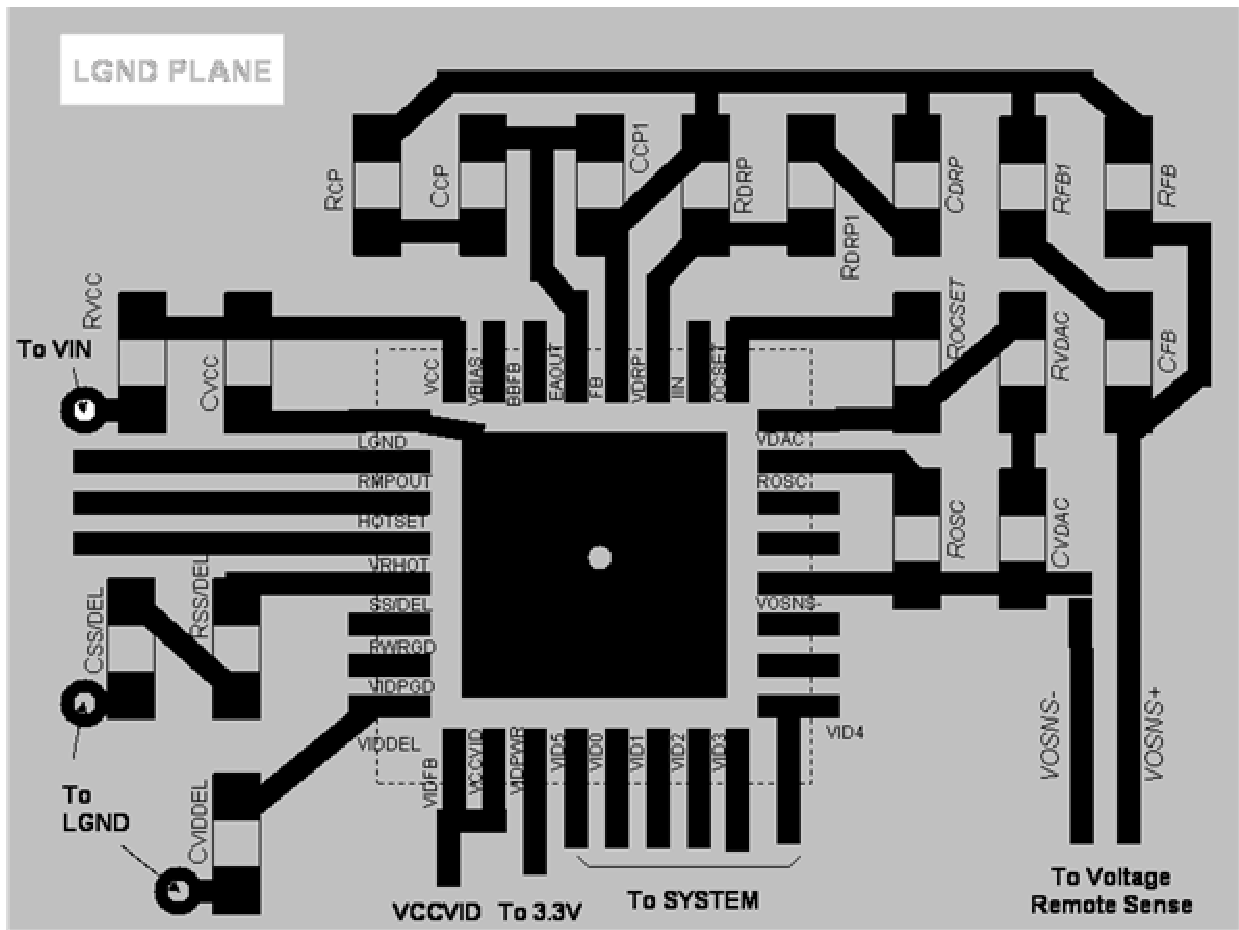 LGND PLANE
RCP
CCP
CCP1
RDRP
RDRP1
CDRP
RFB1
RFB
RVCC
To VIN
CVCC
VCC
VBIAS
BBFB
EAOUT
FB
VDRP
IN
OCSET
ROCSET
RVDAC
CFB
LGND
RMPOUT
HOTSET
VRHOT
SS/DEL
PWRGD
VIDPGD
VIDDEL
VDAC
ROSC
VOSNS-
ROSC
CVDAC
CSS/DEL
RSS/DEL
To
LGND
CVIDDEL
VIDFB
VCCVID
VIDPWR
VID5
VID0
VID1
VID2
VID3
VID4
VOSNS-
VOSNS+
VCCVID
To 3.3V
To SYSTEM
To Voltage
Remote Sense